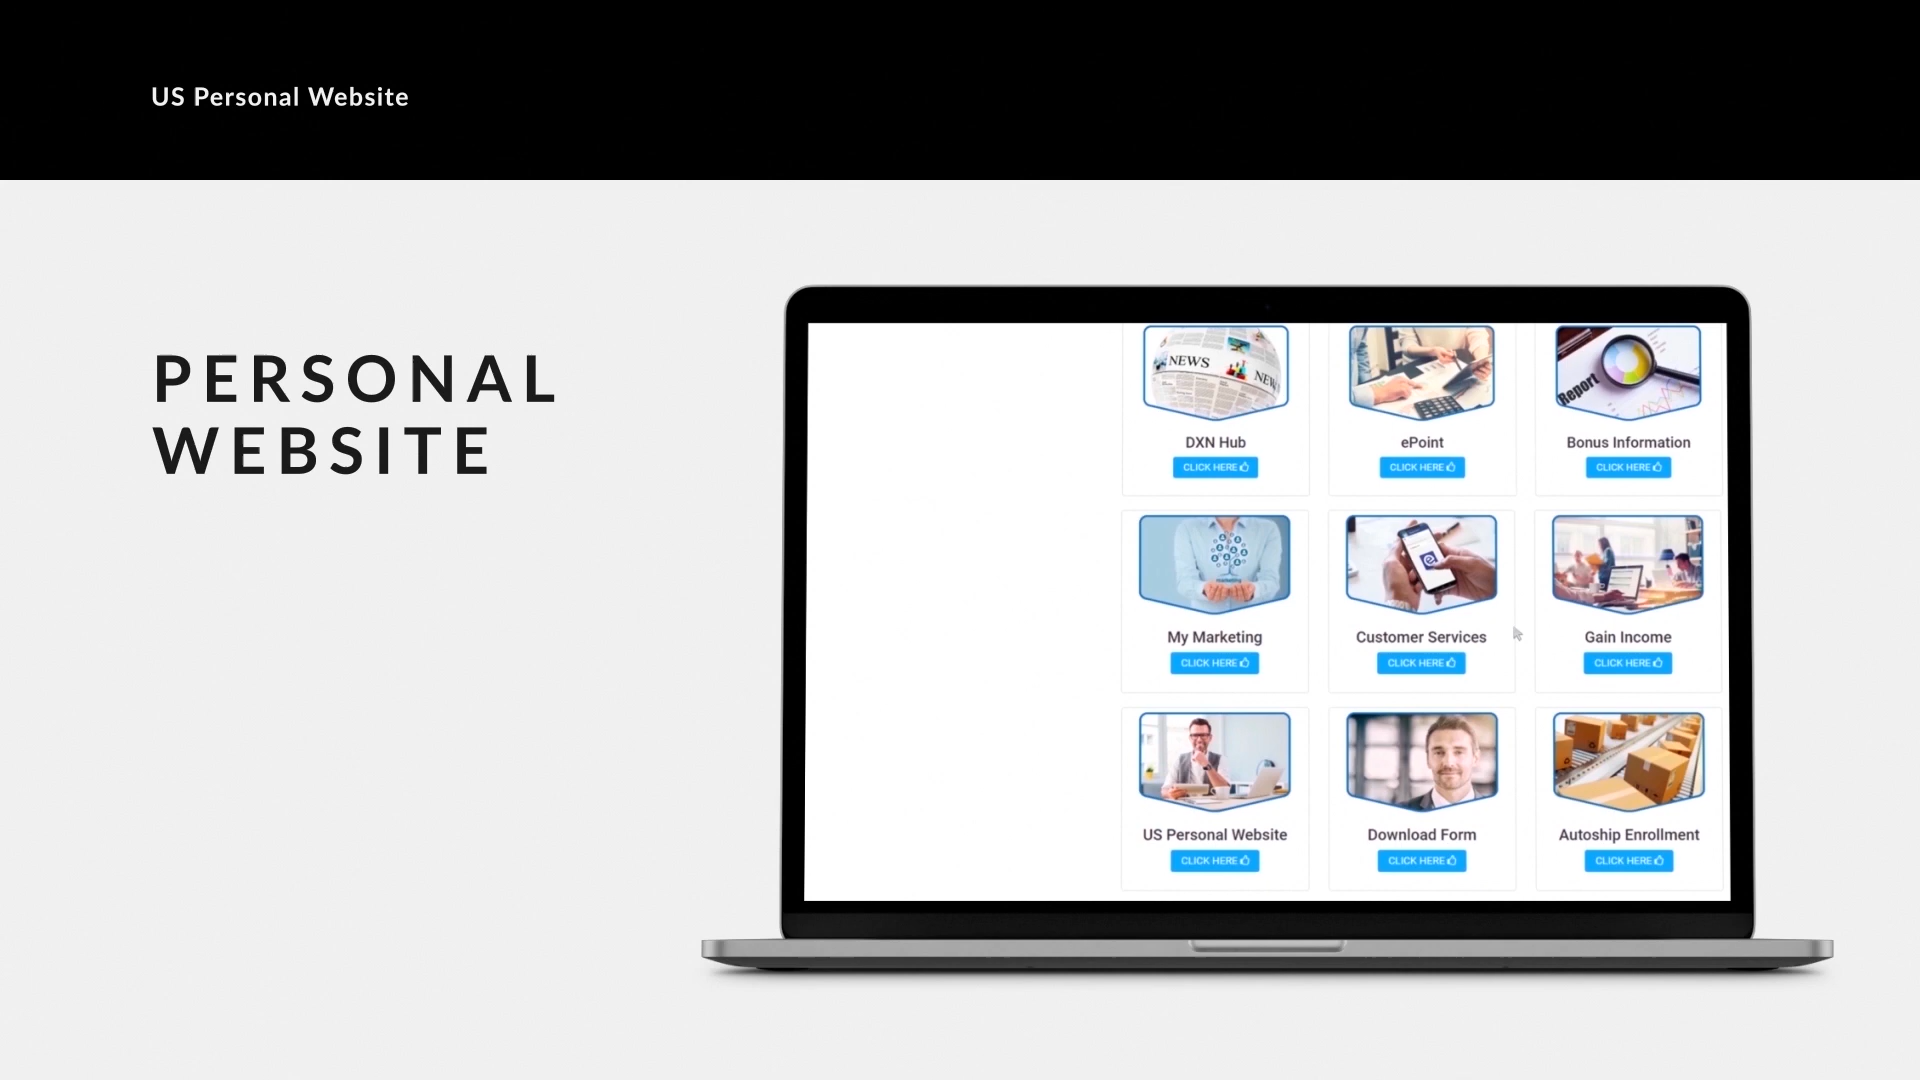 US Personal Website
PERSONAL
WEBSITE
NEWS
NEW
Report
DXN Hub
ePoint
Bonus Information
CLICK HERE
CLICK HERE
CLICK HERE
marketing
e
My Marketing
Customer Services
Gain Income
CLICK HERE
CLICK HERE
CLICK HERE
US Personal Website
Download Form
Autoship Enrollment
CLICK HERE
CLICK HERE
CLICK HERE